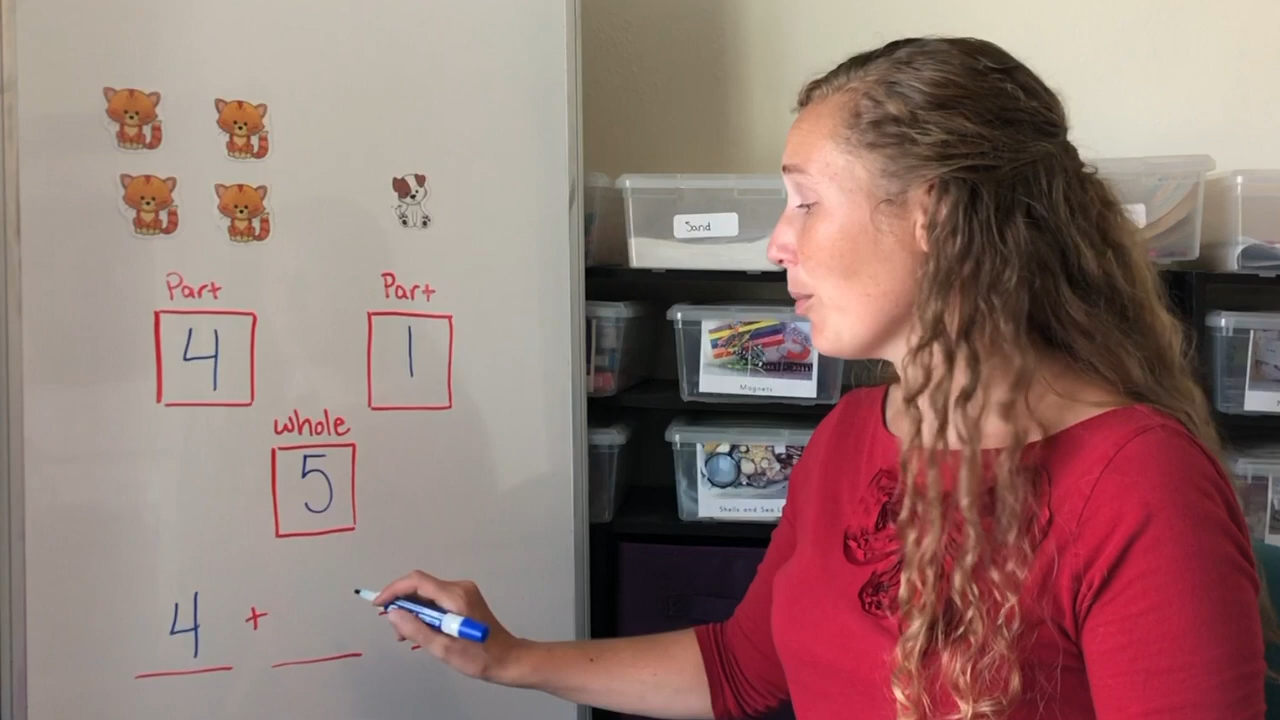 Part Part
4 1
whole
5
4 +
Sand
Magnets
Shells and Sea